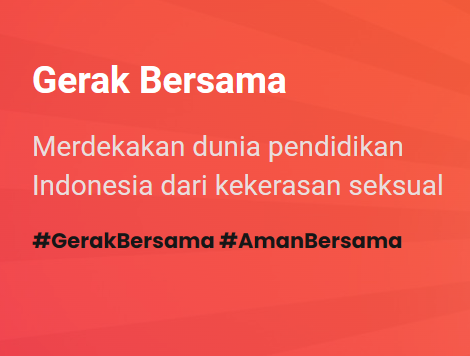 Gerak Bersama
Merdekakan dunia pendidikan
Indonesia dari kekerasan seksual
#GerakBersama #AmanBersama